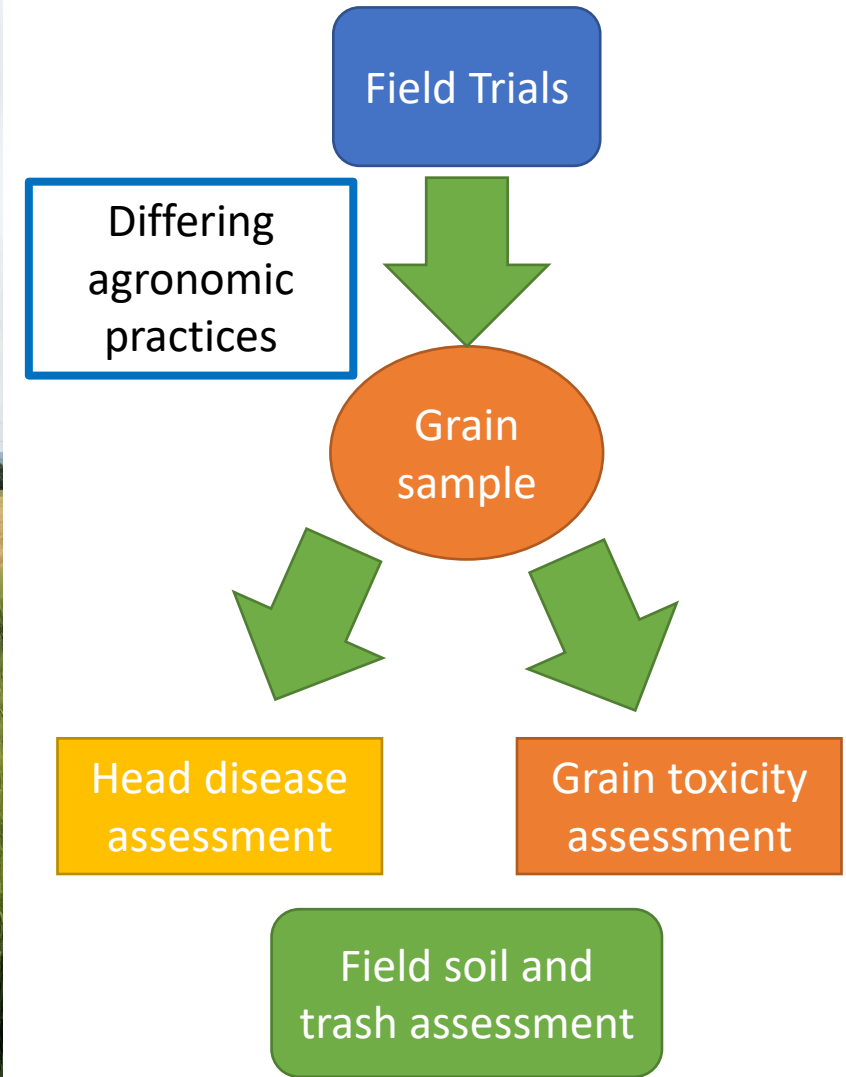 Field Trials
Differing
agronomic
practices
Grain
sample
Head disease
assessment
Grain toxicity
assessment
Field soil and
trash assessment